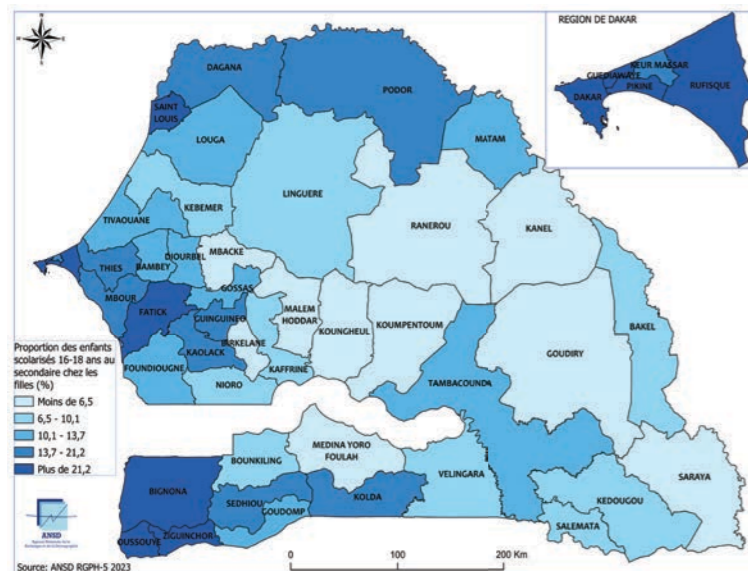 N
REGION DE DAKAR
KEUR MASSAR
GUEDIAWAYE
RUFISQUE
DAKAR
PIKINE
DAGANA
PODOR
SAINT
LOUIS
LOUGA
MATAM
LINGUERE
KEBEMER
TIVAOUANE
RANEROU
KANEL
MBACKE
DIOURBEL
THIES
BAMBEY
GOSSAS
MBOUR
MALEM
HODDAR
FATICK
GUINGUINEO
KOUNGHEUL
KOUMPENTOUM
BAKEL
GOUDIRY
BIRKELANE
KAOLACK
FOUNDIOUGNE
KAFFRINE
TAMBACOUNDA
NIORO
Proportion des enfants
scolarisés 16-18 ans au
secondaire chez les
filles (%)
Moins de 6,5
6,5 - 10,1
10,1 - 13,7
13,7 - 21,2
Plus de 21,2
MEDINA YORO
FOULAH
BOUNKILING
VELINGARA
SARAYA
BIGNONA
SEDHIOU
KOLDA
KEDOUGOU
GOUDOMP
SALEMATA
OUSSOUYE
ZIGUINCHOR
ANSD
0 100 200 Km
Source: ANSD RGPH-5 2023